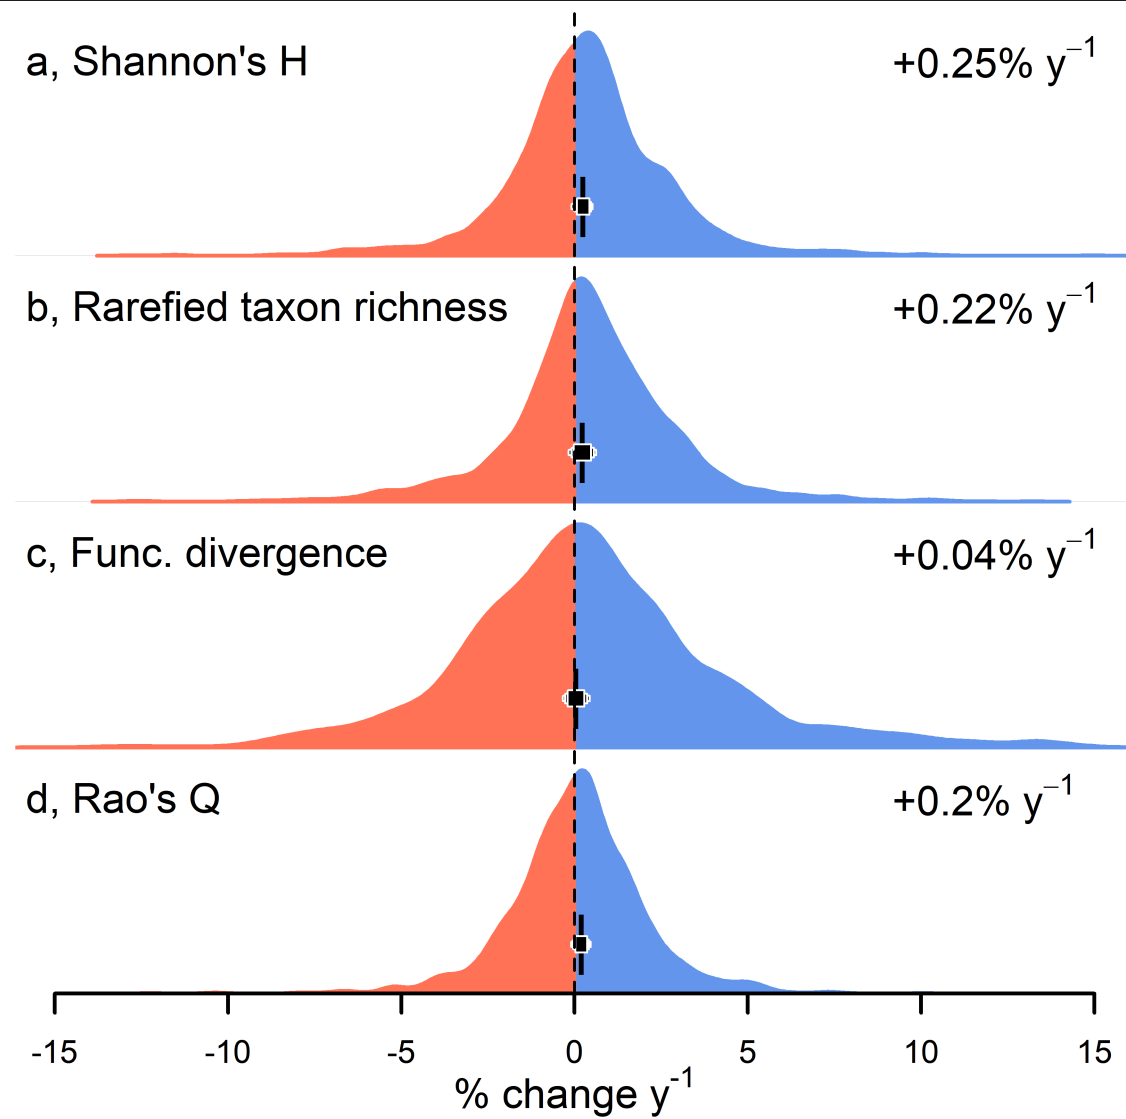 a, Shannon's H
+0.25% y⁻¹
b, Rarefied taxon richness
+0.22% y⁻¹
c, Func. divergence
+0.04% y⁻¹
d, Rao's Q
+0.2% y⁻¹
-15 -10 -5 0 5 10 15
% change y⁻¹